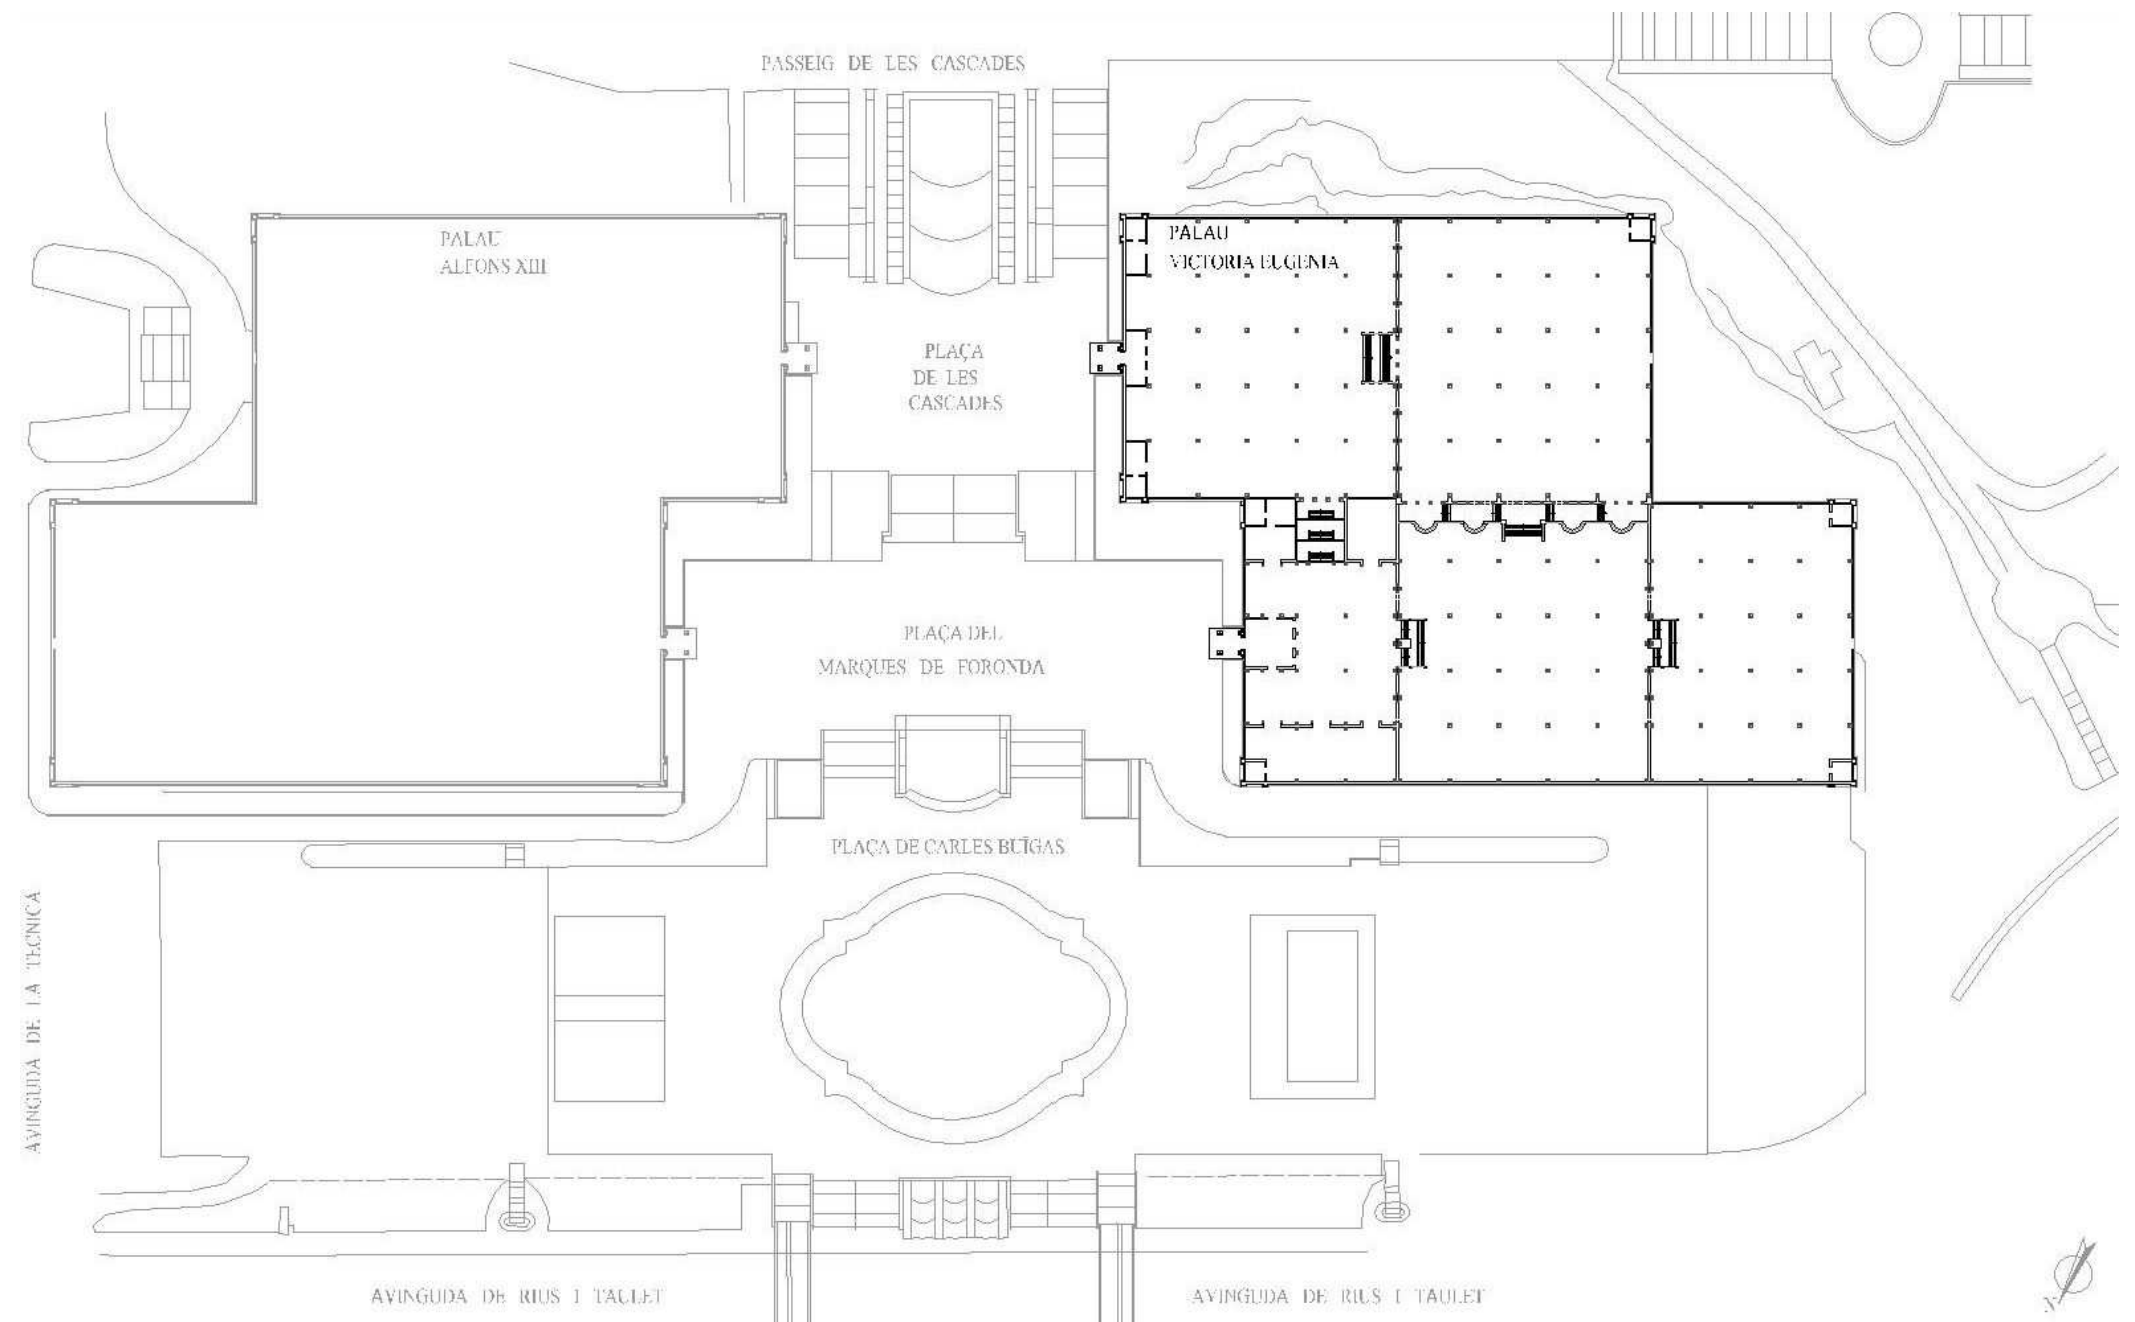 PASSEIG DE LES CASCADES
PALAU
ALFONS XIII
PALAU
VICTORIA EUGENIA
PLAÇA
DE LES
CASCADES
PLAÇA DEL
MARQUES DE FORONDA
PLAÇA DE CARLES BUÏGAS
AVINGUDA DE LA TECNICA
AVINGUDA DE RIUS I TAULET
AVINGUDA DE RIUS I TAULET
N